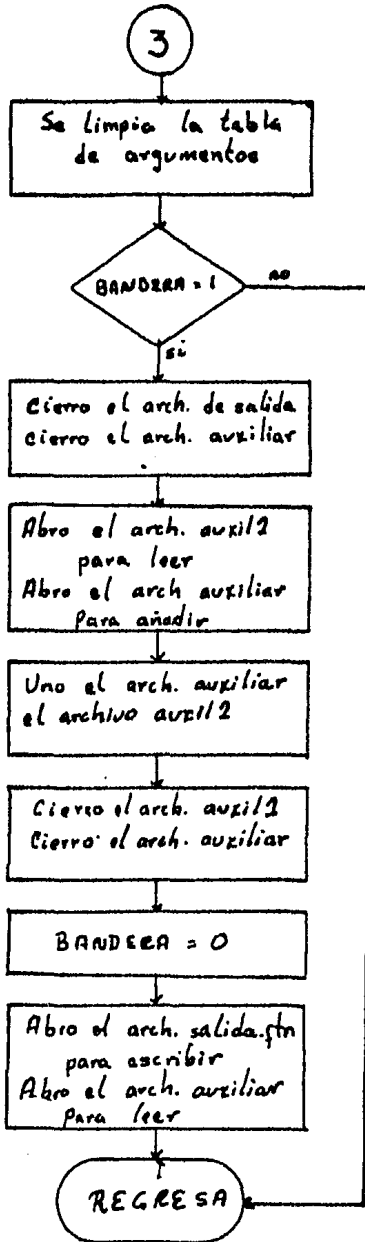 3
Se limpia la tabla
de argumentos
BANDERA = 1
no
si
Cierro el arch. de salida
cierro el arch. auxiliar
Abro el arch. auxil2
para leer
Abro el arch auxiliar
Para añadir
Uno el arch. auxiliar
el archivo auxil2
Cierro el arch. auxil2
Cierro el arch. auxiliar
BANDERA = 0
Abro el arch. salida.ftn
para escribir
Abro el arch. auxiliar
Para leer
REGRESA